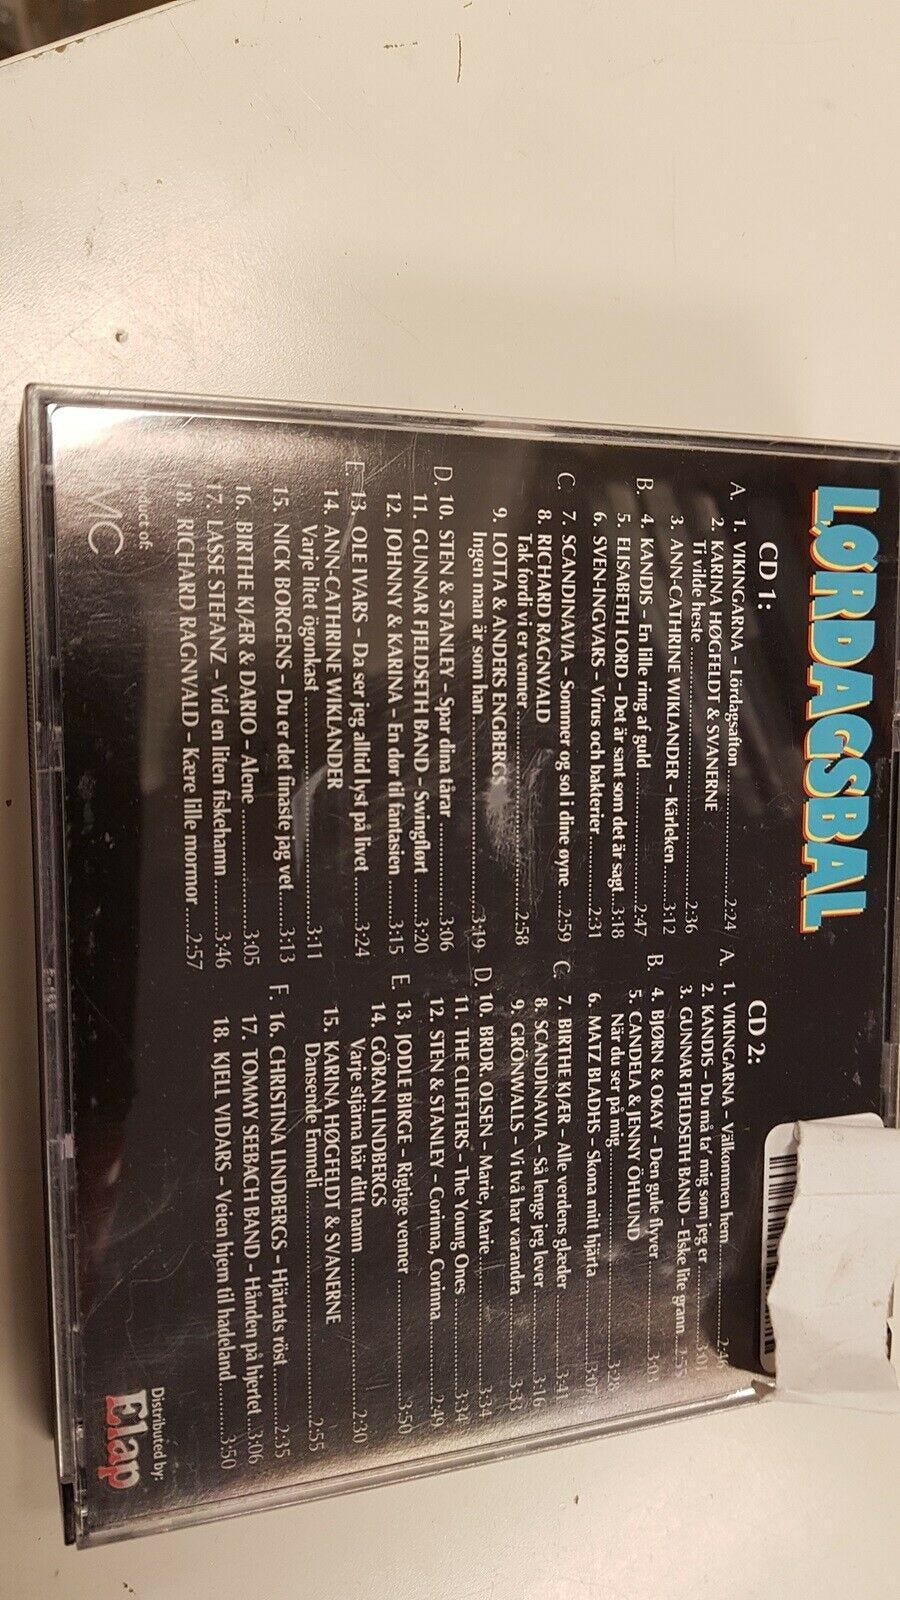 LØRDAGSBAL
CD 1:
A. 1. VIKINGARNA – Lördagsafton..........2:24
2. KARINA HØGFELDT & SVANERNE
Ti vilde heste..........2:36
3. ANN-CATHRINE WIKLANDER – Kärleken..........3:12
B. 4. KANDIS – En lille ring af guld..........2:47
5. ELISABETH LORD – Det är sant som det är sagt..........3:18
6. SVEN-INGVARS – Virus och bakterier..........2:31
C. 7. SCANDINAVIA – Sommer og sol i dine øyne..........2:59
8. RICHARD RAGNVALD
Tak fordi vi er venner..........2:58
9. LOTTA & ANDERS ENGBERGS
Ingen man är som han..........3:19
D. 10. STEN & STANLEY – Spar dina tårar..........3:06
11. GUNNAR FJELDSETH BAND – Swingflørt..........3:20
12. JOHNNY & KARINA – En dor til fantasien..........3:15
E. 13. OLE IVARS – Da ser jeg alltid lyst på livet..........3:24
14. ANN-CATHRINE WIKLANDER
Varje litet ögonkast..........3:11
15. NICK BORGENS – Du er det finaste jag vet..........3:13
16. BIRTHE KJÆR & DARIO – Alene..........3:05
17. LASSE STEFANZ – Vid en liten fiskehamn..........3:46
18. RICHARD RAGNVALD – Kære lille mormor..........2:57
CD 2:
A. 1. VIKINGARNA – Välkommen hem..........
2. KANDIS – Du må ta' mig som jeg er..........
3. GUNNAR FJELDSETH BAND – Elske lite grann..........2:55
B. 4. BJØRN & OKAY – Den gule flyver..........3:03
5. CANDELA & JENNY ÖHLUND
När du ser på mig..........3:28
6. MATZ BLADHS – Skona mitt hjärta..........3:07
C. 7. BIRTHE KJÆR – Alle verdens glæder..........3:41
8. SCANDINAVIA – Så lenge jeg lever..........3:16
9. GRÖNWALLS – Vi två har varandra..........3:33
D. 10. BRDR. OLSEN – Marie, Marie..........3:34
11. THE CLIFTERS – The Young Ones..........3:34
12. STEN & STANLEY – Corinna, Corinna..........2:49
E. 13. JODLE BIRGE – Rigtige venner..........3:50
14. GÖRAN LINDBERGS
Varje stjärna bär ditt namn..........2:30
15. KARINA HØGFELDT & SVANERNE
Dansende Emmeli..........2:55
F. 16. CHRISTINA LINDBERGS – Hjärtats röst..........2:35
17. TOMMY SEEBACH BAND – Hånden på hjertet..........3:06
18. KJELL VIDARS – Veien hjem til hadeland..........3:50
duct of:
MC
Distributed by:
Elap